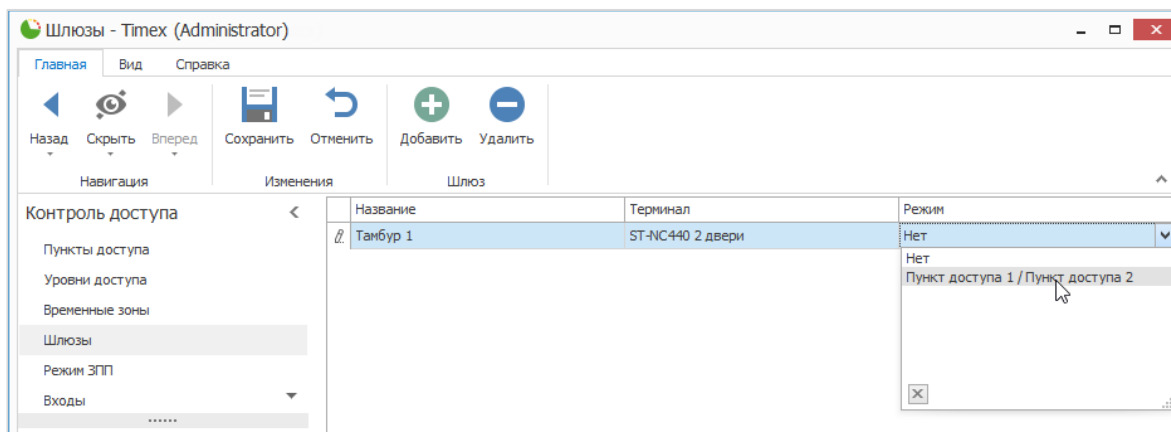 Шлюзы - Timex (Administrator)
Главная Вид Справка
Назад Скрыть Вперед Сохранить Отменить Добавить Удалить
Навигация Изменения Шлюз
Контроль доступа
Название Терминал Режим
Тамбур 1 ST-NC440 2 двери Нет
Нет
Пункт доступа 1 / Пункт доступа 2
Пункты доступа
Уровни доступа
Временные зоны
Шлюзы
Режим ЗПП
Входы